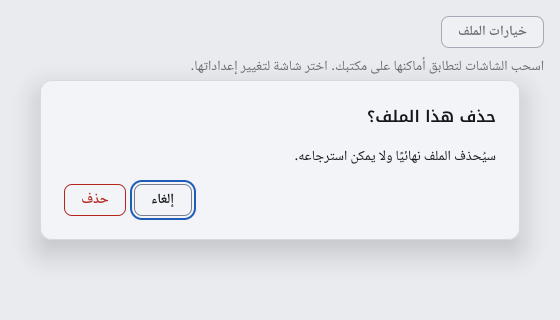 خيارات الملف
اسحب الشاشات لتطابق أماكنها على مكتبك. اختر شاشة لتغيير إعداداتها.
حذف هذا الملف؟
سيُحذف الملف نهائيًا ولا يمكن استرجاعه.
إلغاء
حذف